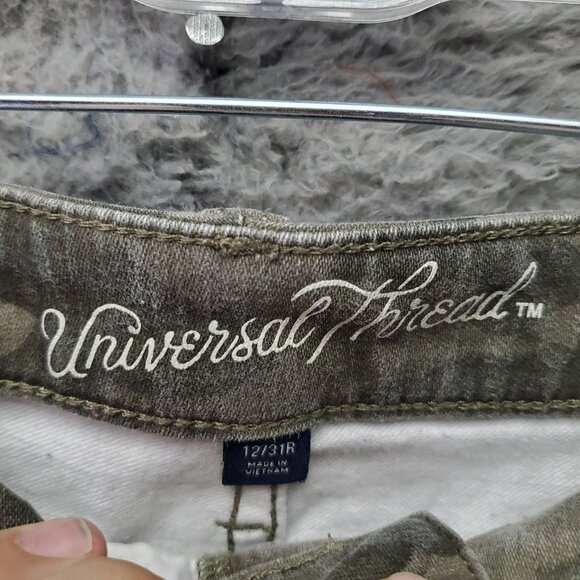 Universal Thread™
12/31R
MADE IN
VIETNAM